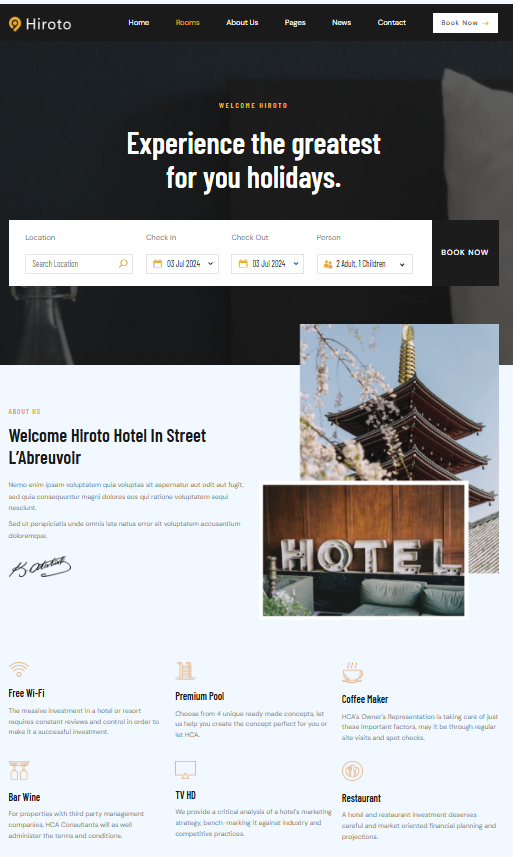 Hiroto
Home Rooms About Us Pages News Contact Book Now →
WELCOME HIROTO
Experience the greatest
for you holidays.
Location Check In Check Out Person
Search Location 03 Jul 2024 03 Jul 2024 2 Adult, 1 Children BOOK NOW
ABOUT US
Welcome Hiroto Hotel In Street
L'Abreuvoir
Nemo enim ipsam voluptatem quia voluptas sit aspernatur aut odit aut fugit,
sed quia consequuntur magni dolores eos qui ratione voluptatem sequi
nesciunt.
Sed ut perspiciatis unde omnis iste natus error sit voluptatem accusantium
doloremque.
HOTEL
Free Wi-Fi
The massive investment in a hotel or resort
requires constant reviews and control in order to
make it a successful investment.
Premium Pool
Choose from 4 unique ready made concepts, let
us help you create the concept perfect for you or
let HCA.
Coffee Maker
HCA's Owner's Representation is taking care of just
these important factors, may it be through regular
site visits and spot checks.
Bar Wine
For properties with third party management
companies, HCA Consultants will as well
administer the terms and conditions.
TV HD
We provide a critical analysis of a hotel's marketing
strategy, bench-marking it against industry and
competitive practices.
Restaurant
A hotel and restaurant investment deserves
careful and market oriented financial planning and
projections.